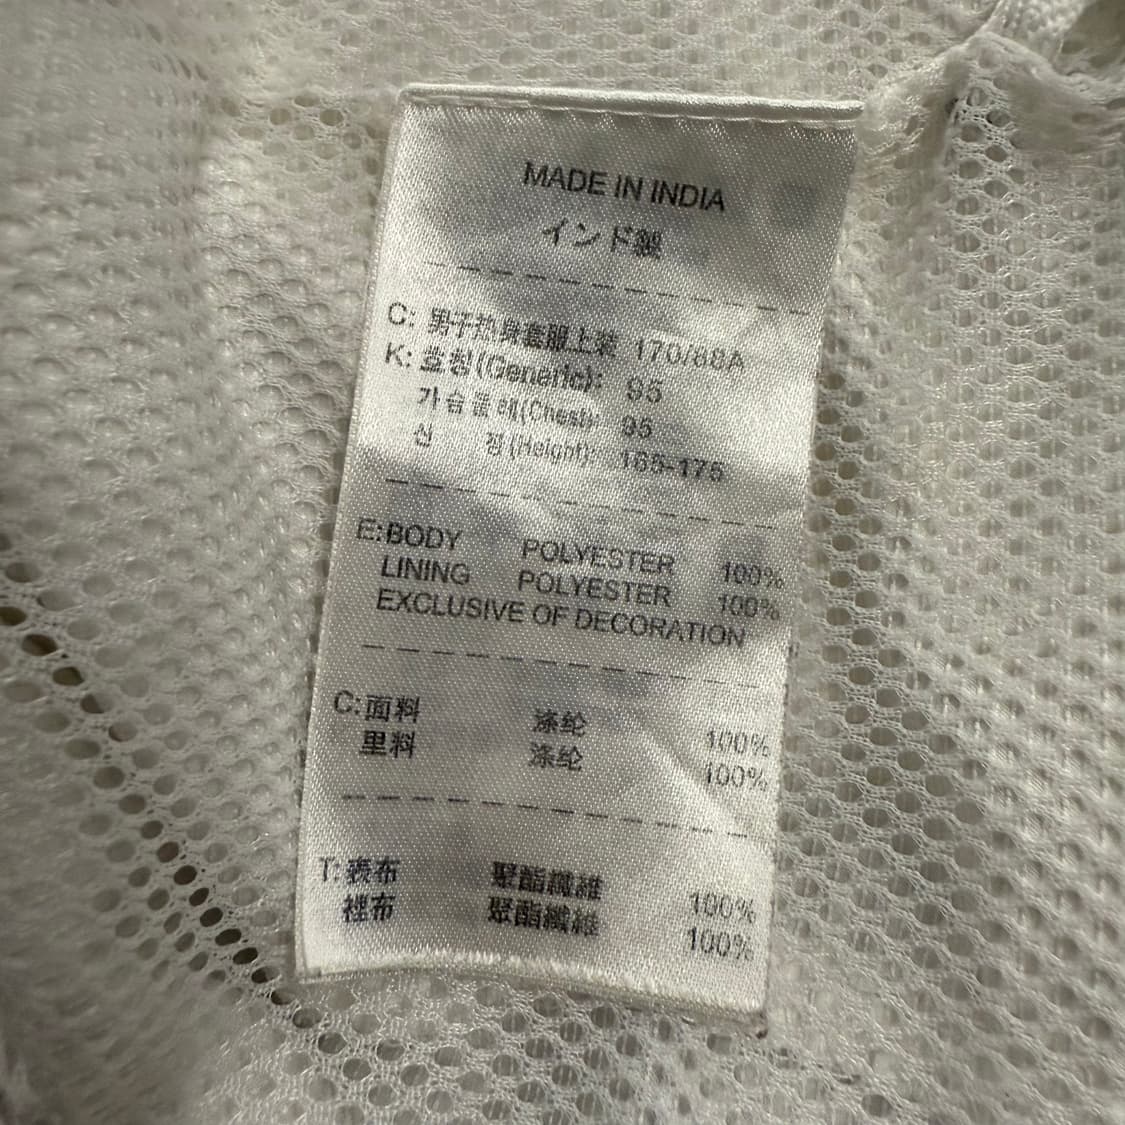 MADE IN INDIA
インド製
C: 男子热身套服上装 170/88A
K: 호칭(Generic): 95
가슴둘레(Chest): 95
신 장(Height): 165-175
E:BODY POLYESTER 100%
LINING POLYESTER 100%
EXCLUSIVE OF DECORATION
C:面料 涤纶 100%
里料 涤纶 100%
T:表布 聚酯纖維 100%
裡布 聚酯纖維 100%